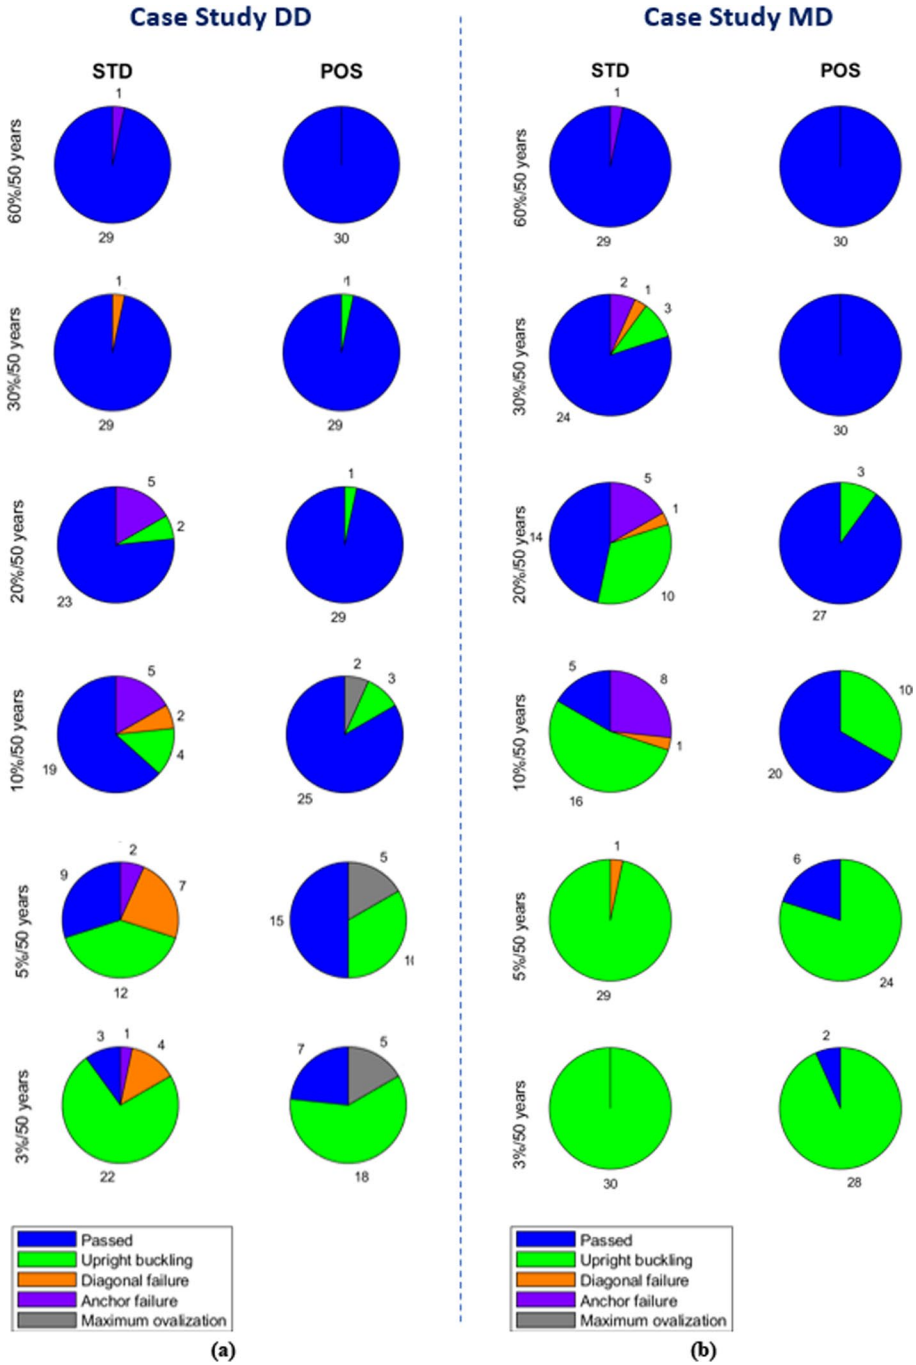 Case Study DD
Case Study MD
STD
POS
STD
POS
60%/50 years
1
29
30
60%/50 years
1
29
30
30%/50 years
1
29
1
29
30%/50 years
2
1
3
24
30
20%/50 years
5
2
23
1
29
20%/50 years
5
1
10
14
3
27
10%/50 years
5
2
4
19
2
3
25
10%/50 years
8
1
16
5
10
20
5%/50 years
2
7
12
9
5
15
5%/50 years
1
29
6
24
3%/50 years
3
1
4
22
7
5
18
3%/50 years
30
2
28
Passed
Upright buckling
Diagonal failure
Anchor failure
Maximum ovalization
Passed
Upright buckling
Diagonal failure
Anchor failure
Maximum ovalization
(a)
(b)